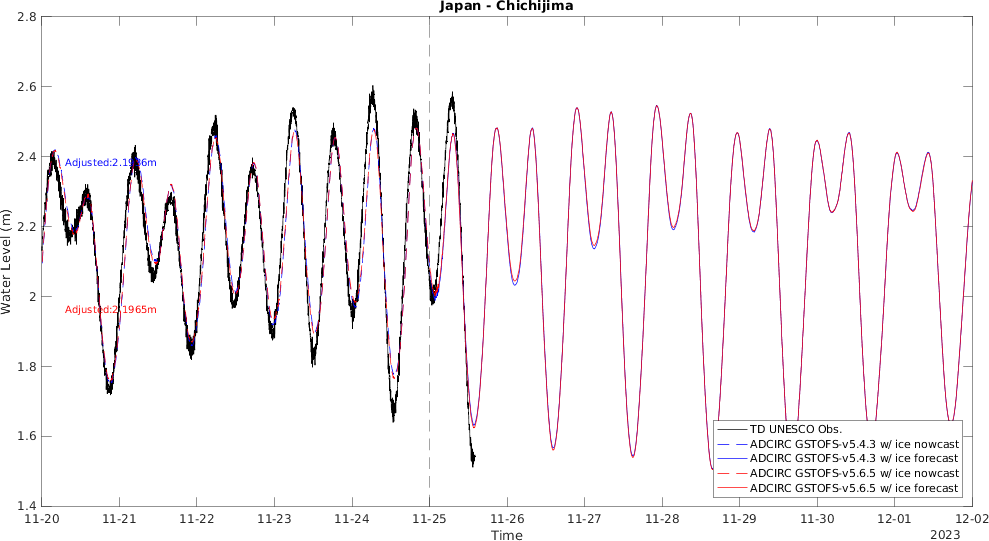 Japan - Chichijima
2.8
2.6
2.4
2.2
2
1.8
1.6
1.4
Water Level (m)
Adjusted:2.1936m
Adjusted:2.1965m
TD UNESCO Obs.
ADCIRC GSTOFS-v5.4.3 w/ ice nowcast
ADCIRC GSTOFS-v5.4.3 w/ ice forecast
ADCIRC GSTOFS-v5.6.5 w/ ice nowcast
ADCIRC GSTOFS-v5.6.5 w/ ice forecast
11-20 11-21 11-22 11-23 11-24 11-25 11-26 11-27 11-28 11-29 11-30 12-01 12-02
Time
2023